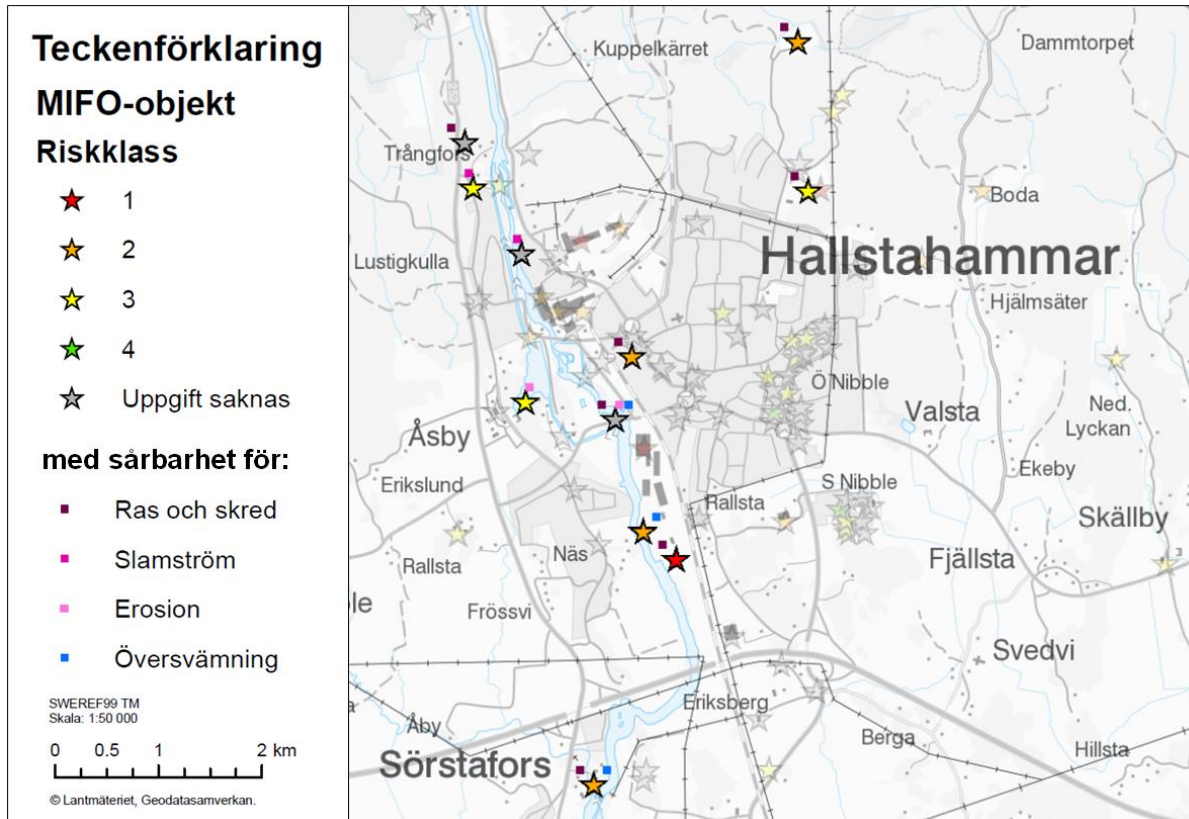 Teckenförklaring
MIFO-objekt
Riskklass
1
2
3
4
Uppgift saknas
med sårbarhet för:
Ras och skred
Slamström
Erosion
Översvämning
SWEREF99 TM
Skala: 1:50 000
0 0.5 1 2 km
© Lantmäteriet, Geodatasamverkan.
Kuppelkärret
Dammtorpet
Trångfors
Boda
Hallstahammar
Lustigkulla
Hjälmsäter
Ö Nibble
Valsta
Ned.
Lyckan
Åsby
Ekeby
Erikslund
S Nibble
Rallsta
Skällby
Näs
Fjällsta
Rallsta
Frössvi
Svedvi
Eriksberg
Åby
Berga
Hillsta
Sörstafors